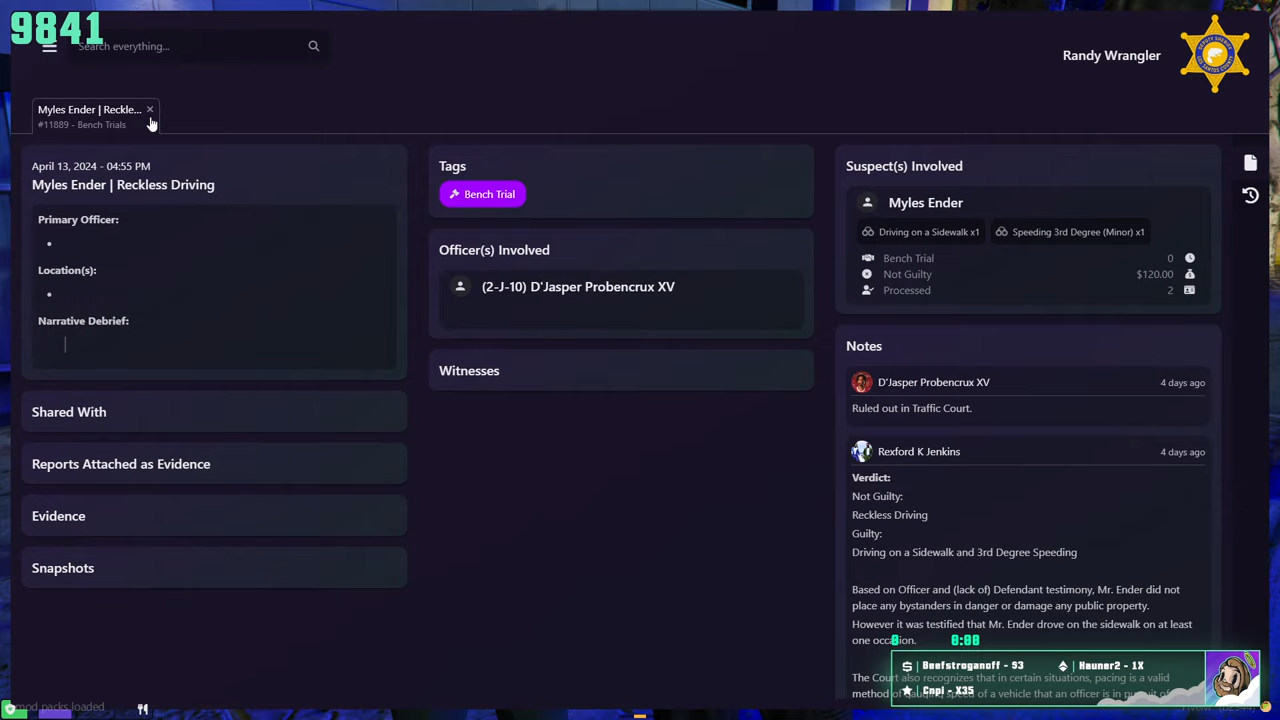 9841
Search everything...
Randy Wrangler
Myles Ender | Reckle...
#11889 - Bench Trials
April 13, 2024 - 04:55 PM
Myles Ender | Reckless Driving
Primary Officer:
Location(s):
Narrative Debrief:
Shared With
Reports Attached as Evidence
Evidence
Snapshots
Tags
Bench Trial
Officer(s) Involved
(2-J-10) D'Jasper Probencrux XV
Witnesses
Suspect(s) Involved
Myles Ender
Driving on a Sidewalk x1
Speeding 3rd Degree (Minor) x1
Bench Trial 0
Not Guilty $120.00
Processed 2
Notes
D'Jasper Probencrux XV 4 days ago
Ruled out in Traffic Court.
Rexford K Jenkins 4 days ago
Verdict:
Not Guilty:
Reckless Driving
Guilty:
Driving on a Sidewalk and 3rd Degree Speeding
Based on Officer and (lack of) Defendant testimony, Mr. Ender did not
place any bystanders in danger or damage any public property.
However it was testified that Mr. Ender drove on the sidewalk on at least
one occasion.
0 0:00
The Court also recognizes that in certain situations, pacing is a valid
Beefstroganoff - 93
Hauner2 - 1X
Cnpi - X35
mod packs loaded